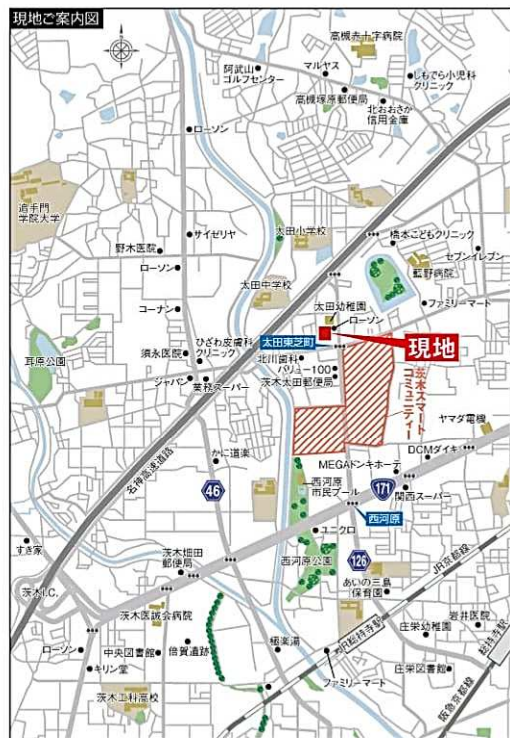 現地ご案内図
高槻赤十字病院
阿武山
ゴルフセンター
マルヤス
しもでら小児科
クリニック
高槻塚原郵便局
北おおさか
信用金庫
ローソン
追手門
学院大学
サイゼリヤ
太田小学校
橋本こどもクリニック
野木医院
セブンイレブン
藍野病院
ローソン
太田中学校
太田幼稚園
ファミリーマート
コーナン
ローソン
耳原公園
ひざわ皮膚科
クリニック
太田東芝町
現地
須永医院
北川歯科
バリュー100
ジャパン
業務スーパー
茨木太田郵便局
茨木スマート
コミュニティー
ヤマダ電機
名神高速道路
かに道楽
MEGAドンキホーテ
DCMダイキ
46
西河原
市民プール
171
関西スーパー
西河原
ユニクロ
すき家
茨木畑田
郵便局
西河原公園
126
JR京都線
茨木I.C.
あいの三島
保育園
茨木医誠会病院
岩井医院
庄栄幼稚園
総持寺駅
ローソン
中央図書館
倍賀遺跡
極楽湯
JR総持寺駅
キリン堂
庄栄図書館
ファミリーマート
茨木工科高校
阪急京都線